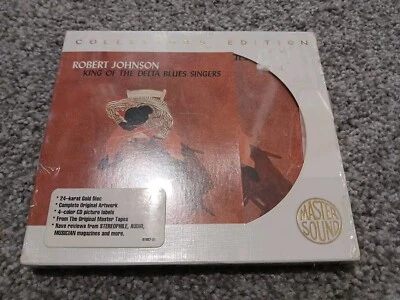 COLLECTOR'S EDITION
ROBERT JOHNSON
KING OF THE DELTA BLUES SINGERS
* 24-karat Gold Disc
* Complete Original Artwork
* 4-color CD picture labels
* From The Original Master Tapes
* Rave reviews from STEREOPHILE, AUDIO,
MUSICIAN magazines and more.
MASTER
SOUND